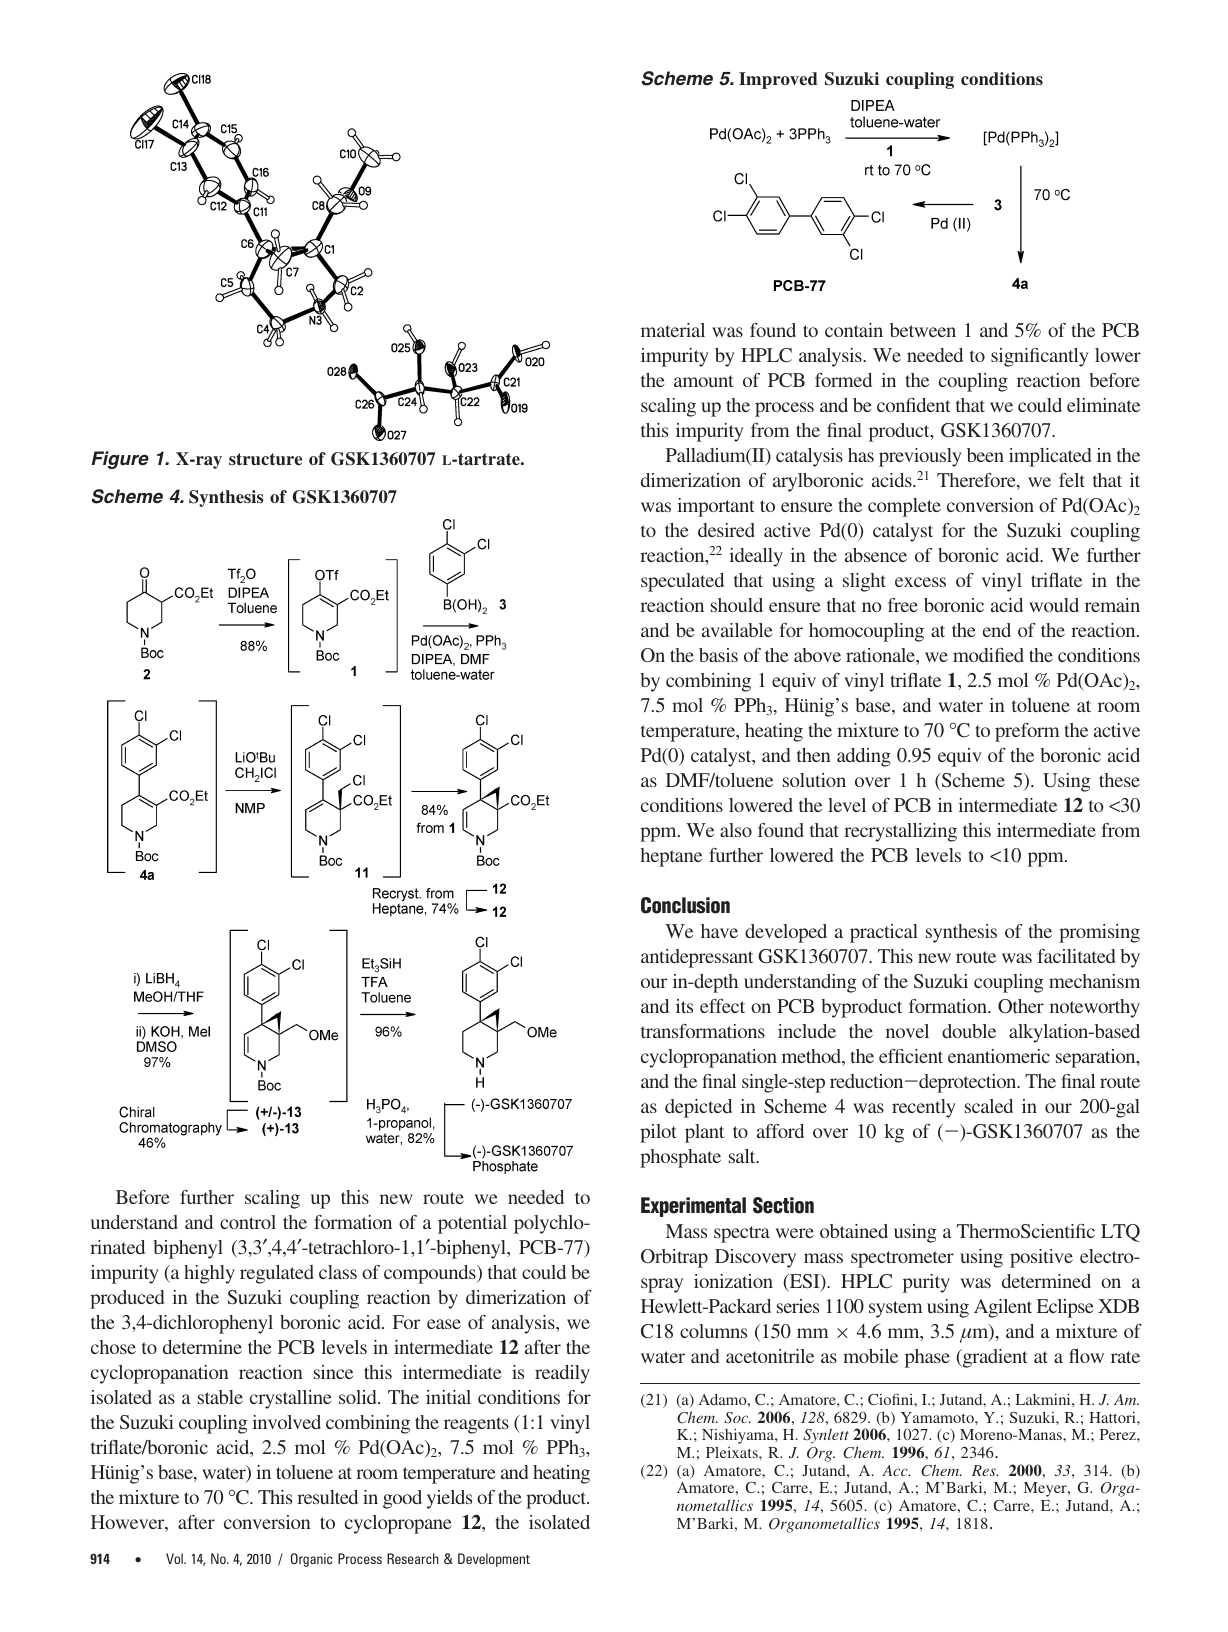 Cl18
C14
C15
Cl17
C13
C10
C16
O9
C12
C11
C8
C6
C1
C7
C5
C2
N3
C4
O25
O20
O28
O23
C21
C26
C24
C22
O19
O27
Figure 1. X-ray structure of GSK1360707 L-tartrate.
Scheme 4. Synthesis of GSK1360707
Cl
Cl
O
CO2Et
N
Boc
2
Tf2O
DIPEA
Toluene
88%
OTf
CO2Et
N
Boc
1
B(OH)2 3
Pd(OAc)2, PPh3
DIPEA, DMF
toluene-water
Cl
Cl
CO2Et
N
Boc
4a
LiOtBu
CH2ICl
NMP
Cl
Cl
Cl
CO2Et
N
Boc
11
84%
from 1
Cl
Cl
CO2Et
N
Boc
12
Recryst. from
Heptane, 74%
12
i) LiBH4
MeOH/THF
ii) KOH, MeI
DMSO
97%
Cl
Cl
OMe
N
Boc
(+/-)-13
Chiral
Chromatography
46%
(+)-13
Et3SiH
TFA
Toluene
96%
Cl
Cl
OMe
N
H
(-)-GSK1360707
H3PO4,
1-propanol,
water, 82%
(-)-GSK1360707
Phosphate
Before further scaling up this new route we needed to
understand and control the formation of a potential polychlo-
rinated biphenyl (3,3′,4,4′-tetrachloro-1,1′-biphenyl, PCB-77)
impurity (a highly regulated class of compounds) that could be
produced in the Suzuki coupling reaction by dimerization of
the 3,4-dichlorophenyl boronic acid. For ease of analysis, we
chose to determine the PCB levels in intermediate 12 after the
cyclopropanation reaction since this intermediate is readily
isolated as a stable crystalline solid. The initial conditions for
the Suzuki coupling involved combining the reagents (1:1 vinyl
triflate/boronic acid, 2.5 mol % Pd(OAc)2, 7.5 mol % PPh3,
Hünig's base, water) in toluene at room temperature and heating
the mixture to 70 °C. This resulted in good yields of the product.
However, after conversion to cyclopropane 12, the isolated
Scheme 5. Improved Suzuki coupling conditions
Pd(OAc)2 + 3PPh3
DIPEA
toluene-water
1
rt to 70 °C
[Pd(PPh3)2]
70 °C
3
Pd (II)
Cl
Cl
Cl
Cl
PCB-77
4a
material was found to contain between 1 and 5% of the PCB
impurity by HPLC analysis. We needed to significantly lower
the amount of PCB formed in the coupling reaction before
scaling up the process and be confident that we could eliminate
this impurity from the final product, GSK1360707.
Palladium(II) catalysis has previously been implicated in the
dimerization of arylboronic acids.21 Therefore, we felt that it
was important to ensure the complete conversion of Pd(OAc)2
to the desired active Pd(0) catalyst for the Suzuki coupling
reaction,22 ideally in the absence of boronic acid. We further
speculated that using a slight excess of vinyl triflate in the
reaction should ensure that no free boronic acid would remain
and be available for homocoupling at the end of the reaction.
On the basis of the above rationale, we modified the conditions
by combining 1 equiv of vinyl triflate 1, 2.5 mol % Pd(OAc)2,
7.5 mol % PPh3, Hünig's base, and water in toluene at room
temperature, heating the mixture to 70 °C to preform the active
Pd(0) catalyst, and then adding 0.95 equiv of the boronic acid
as DMF/toluene solution over 1 h (Scheme 5). Using these
conditions lowered the level of PCB in intermediate 12 to <30
ppm. We also found that recrystallizing this intermediate from
heptane further lowered the PCB levels to <10 ppm.
Conclusion
We have developed a practical synthesis of the promising
antidepressant GSK1360707. This new route was facilitated by
our in-depth understanding of the Suzuki coupling mechanism
and its effect on PCB byproduct formation. Other noteworthy
transformations include the novel double alkylation-based
cyclopropanation method, the efficient enantiomeric separation,
and the final single-step reduction−deprotection. The final route
as depicted in Scheme 4 was recently scaled in our 200-gal
pilot plant to afford over 10 kg of (−)-GSK1360707 as the
phosphate salt.
Experimental Section
Mass spectra were obtained using a ThermoScientific LTQ
Orbitrap Discovery mass spectrometer using positive electro-
spray ionization (ESI). HPLC purity was determined on a
Hewlett-Packard series 1100 system using Agilent Eclipse XDB
C18 columns (150 mm × 4.6 mm, 3.5 μm), and a mixture of
water and acetonitrile as mobile phase (gradient at a flow rate
(21) (a) Adamo, C.; Amatore, C.; Ciofini, I.; Jutand, A.; Lakmini, H. J. Am.
Chem. Soc. 2006, 128, 6829. (b) Yamamoto, Y.; Suzuki, R.; Hattori,
K.; Nishiyama, H. Synlett 2006, 1027. (c) Moreno-Manas, M.; Perez,
M.; Pleixats, R. J. Org. Chem. 1996, 61, 2346.
(22) (a) Amatore, C.; Jutand, A. Acc. Chem. Res. 2000, 33, 314. (b)
Amatore, C.; Carre, E.; Jutand, A.; M'Barki, M.; Meyer, G. Orga-
nometallics 1995, 14, 5605. (c) Amatore, C.; Carre, E.; Jutand, A.;
M'Barki, M. Organometallics 1995, 14, 1818.
914 • Vol. 14, No. 4, 2010 / Organic Process Research & Development